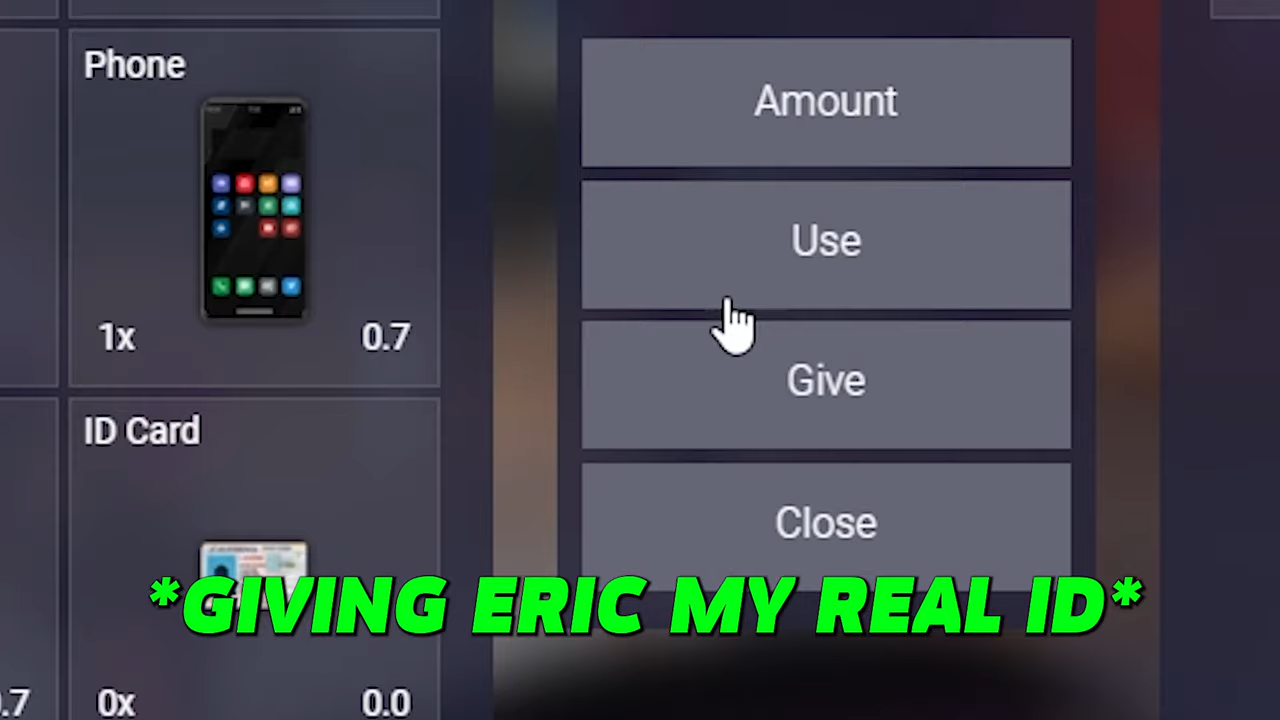 Phone
1x
0.7
ID Card
*GIVING ERIC MY REAL ID*
0x
0.0
.7
Amount
Use
Give
Close